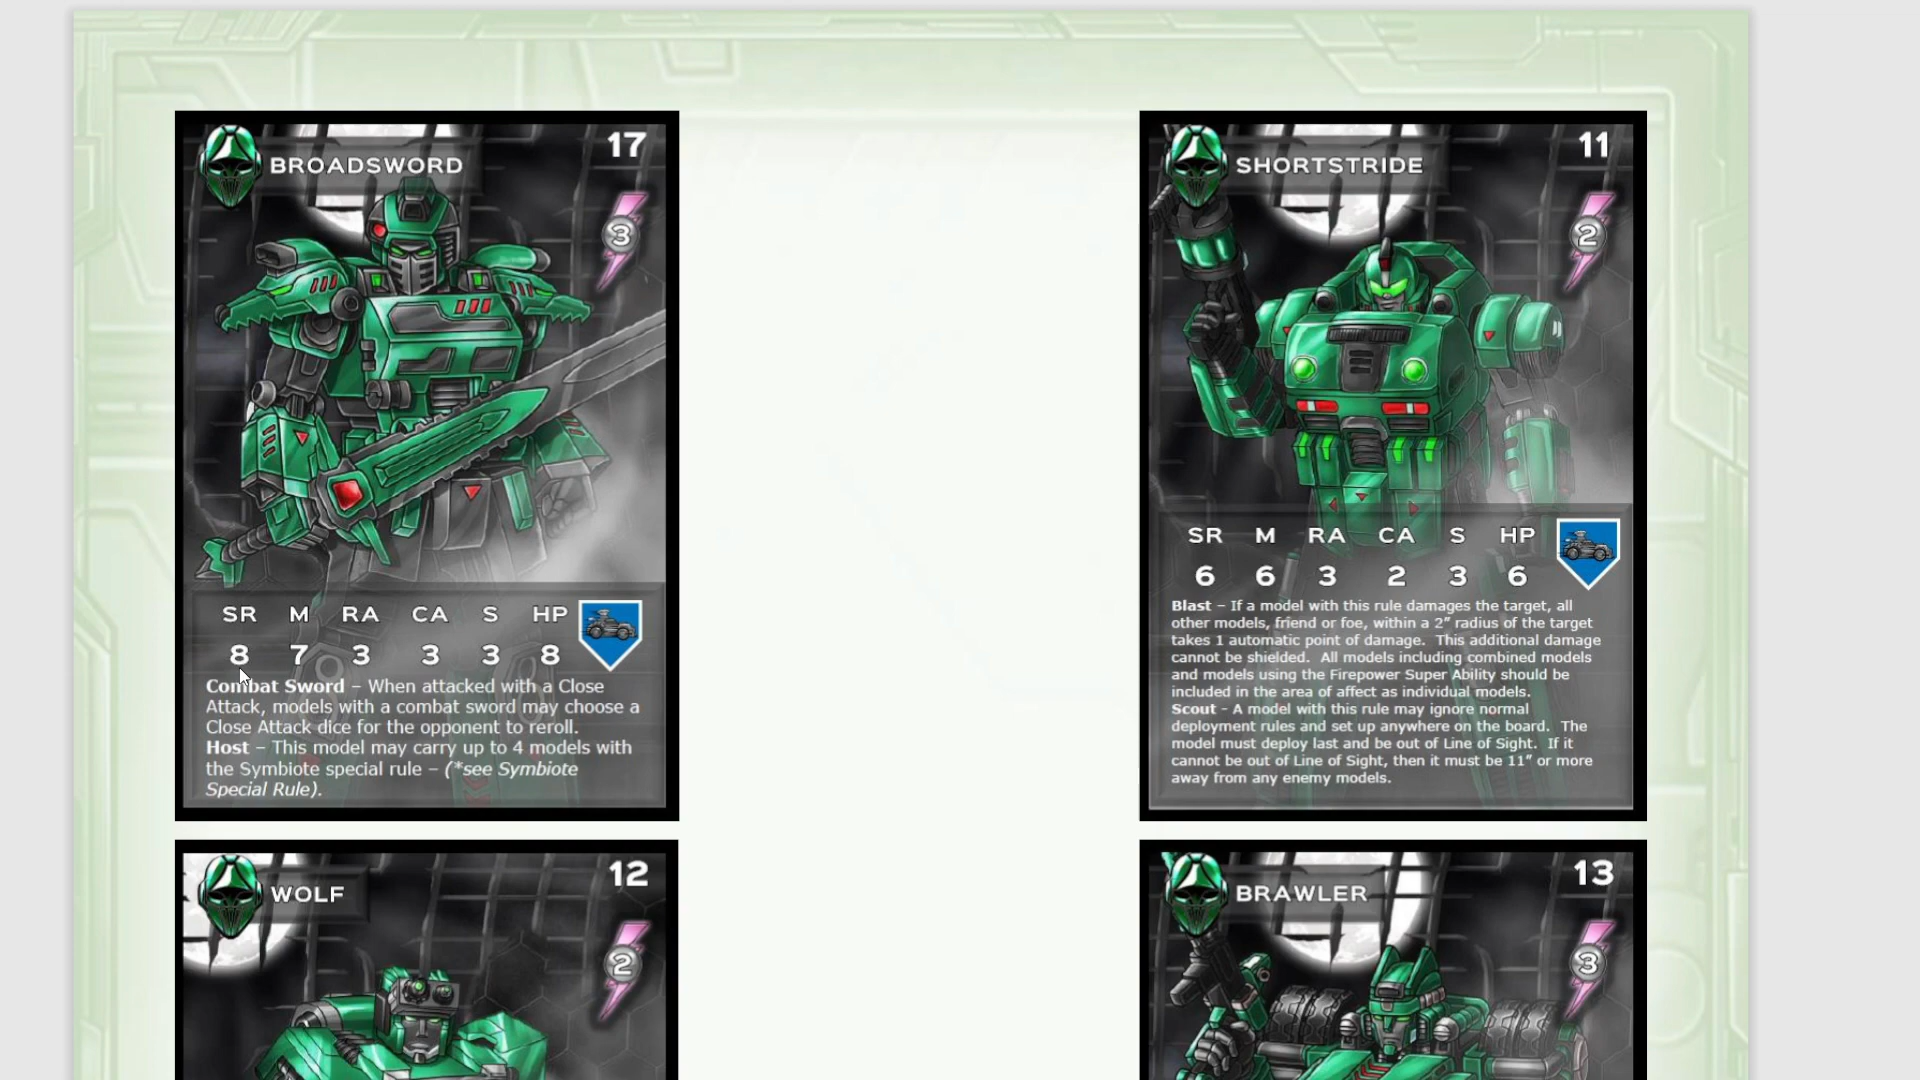 BROADSWORD
17
3
SR M RA CA S HP
8 7 3 3 3 8
Combat Sword – When attacked with a Close
Attack, models with a combat sword may choose a
Close Attack dice for the opponent to reroll.
Host – This model may carry up to 4 models with
the Symbiote special rule – (*see Symbiote
Special Rule).
SHORTSTRIDE
11
2
SR M RA CA S HP
6 6 3 2 3 6
Blast – If a model with this rule damages the target, all
other models, friend or foe, within a 2” radius of the target
takes 1 automatic point of damage. This additional damage
cannot be shielded. All models including combined models
and models using the Firepower Super Ability should be
included in the area of affect as individual models.
Scout - A model with this rule may ignore normal
deployment rules and set up anywhere on the board. The
model must deploy last and be out of Line of Sight. If it
cannot be out of Line of Sight, then it must be 11” or more
away from any enemy models.
WOLF
12
2
BRAWLER
13
3